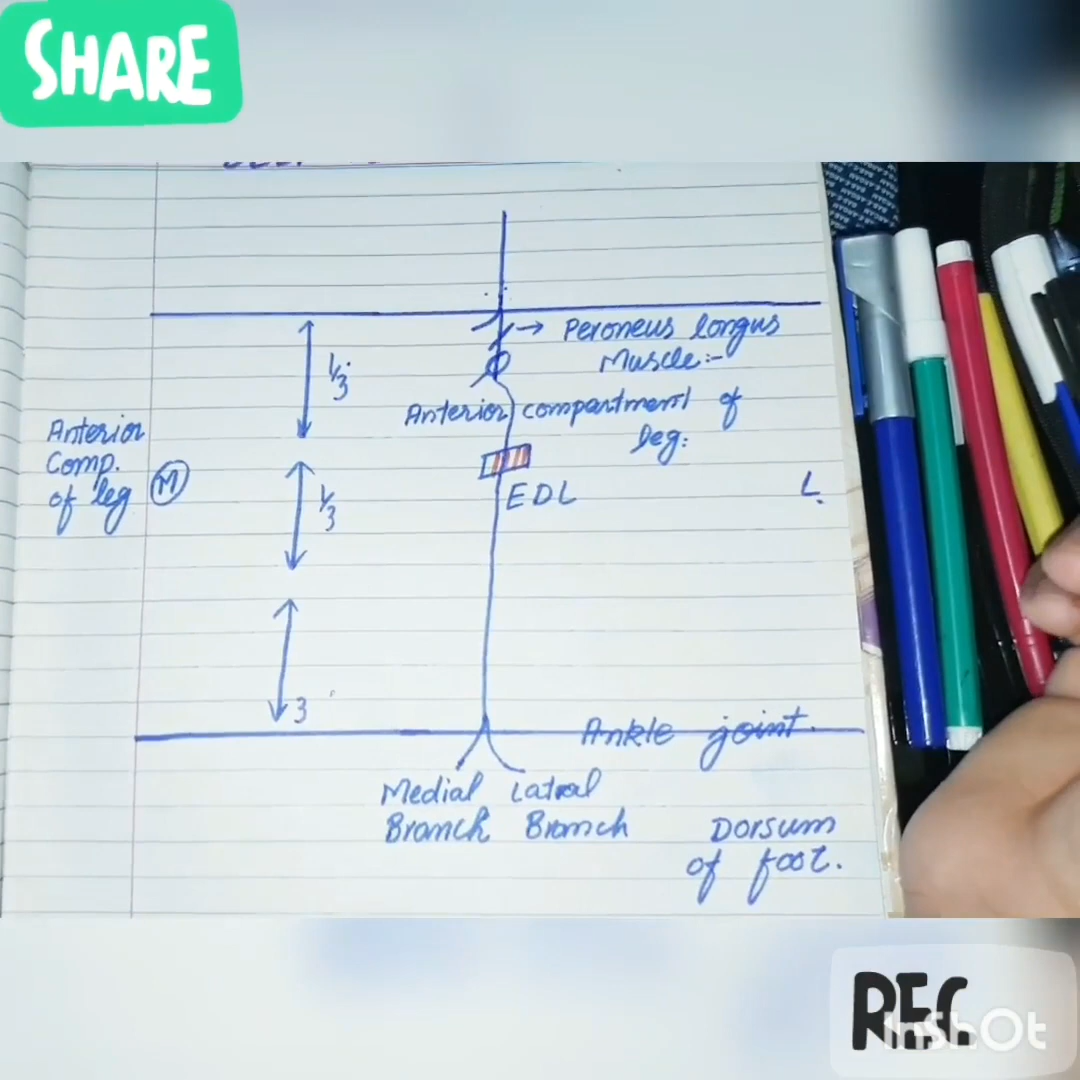 SHARE
→ Peroneus longus
Muscle:-
1/3
Anterior compartment of
leg:
Anterior
Comp.
of leg
M
1/3
EDL
L.
3
Ankle joint.
Medial Latral
Branch Branch
Dorsum
of foot.
REC
InShOt